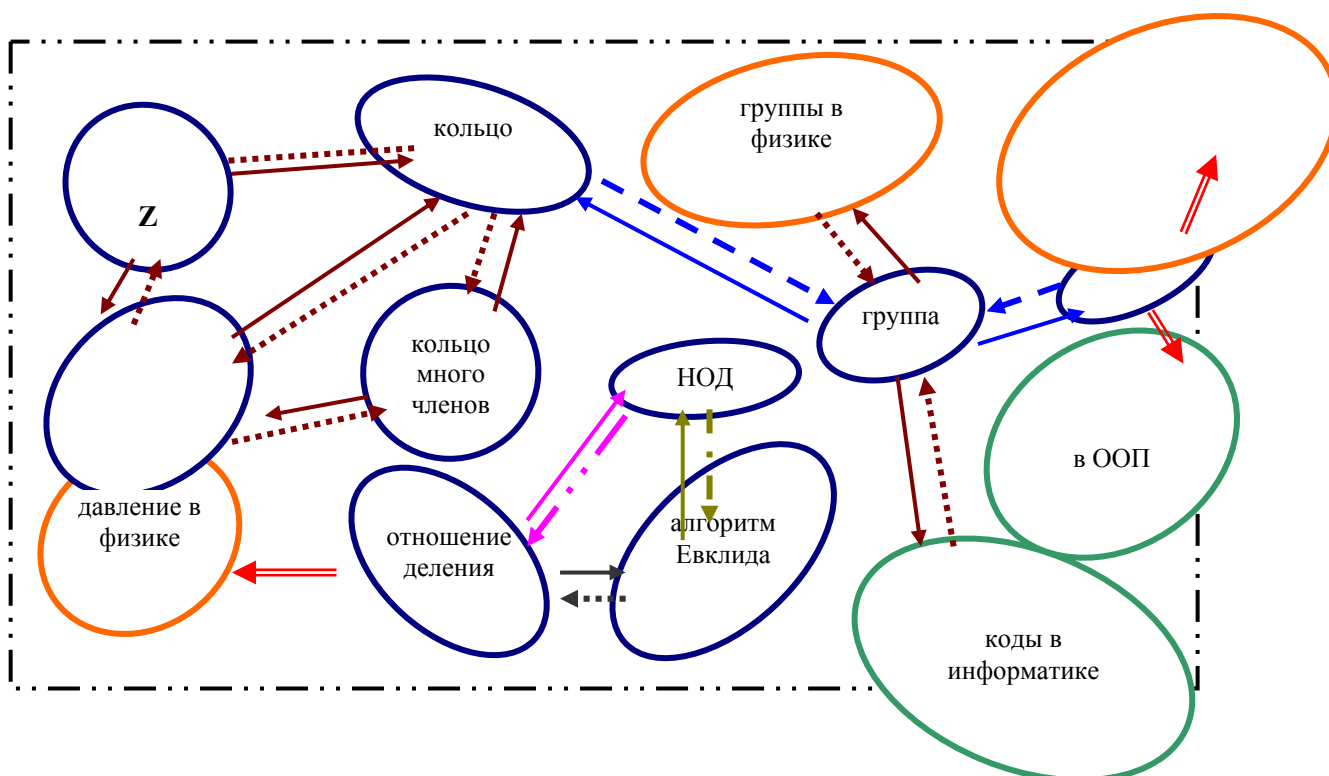 кольцо
группы в
физике
Z
группа
кольцо
много
членов
НОД
в ООП
давление в
физике
отношение
деления
алгоритм
Евклида
коды в
информатике